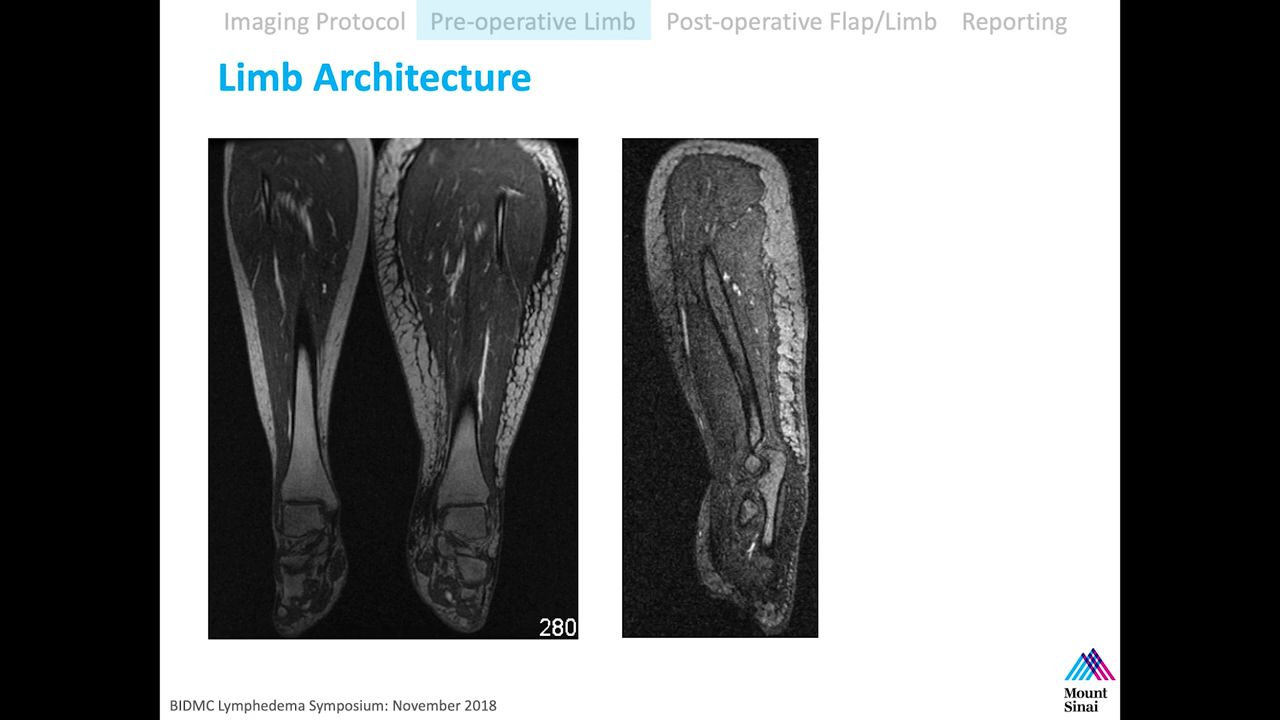 Imaging Protocol Pre-operative Limb Post-operative Flap/Limb Reporting
Limb Architecture
280
BIDMC Lymphedema Symposium: November 2018
Mount
Sinai